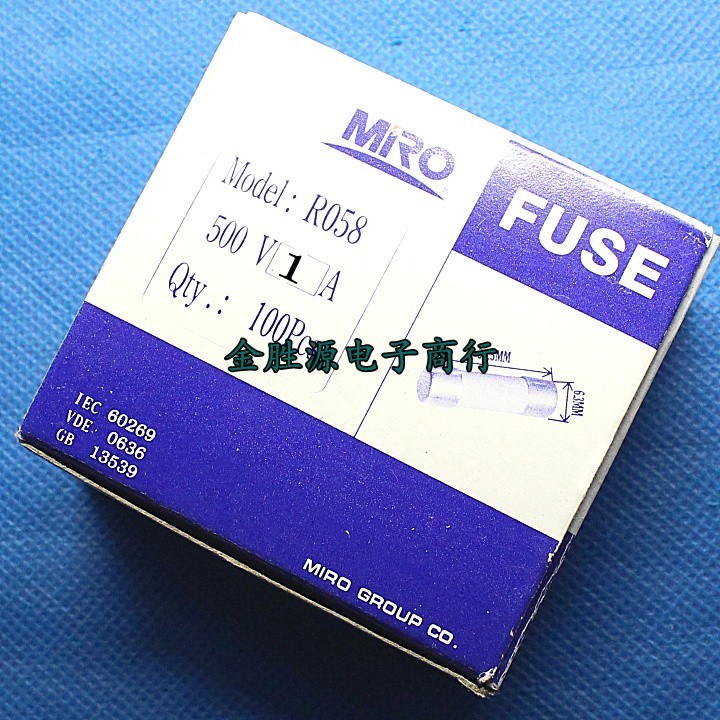 MIRO
FUSE
Model: R058
500 V 1 A
Qty.: 100Pcs
金胜源电子商行
6.3MM
IEC 60269
VDE 0636
GB 13539
MIRO GROUP CO.